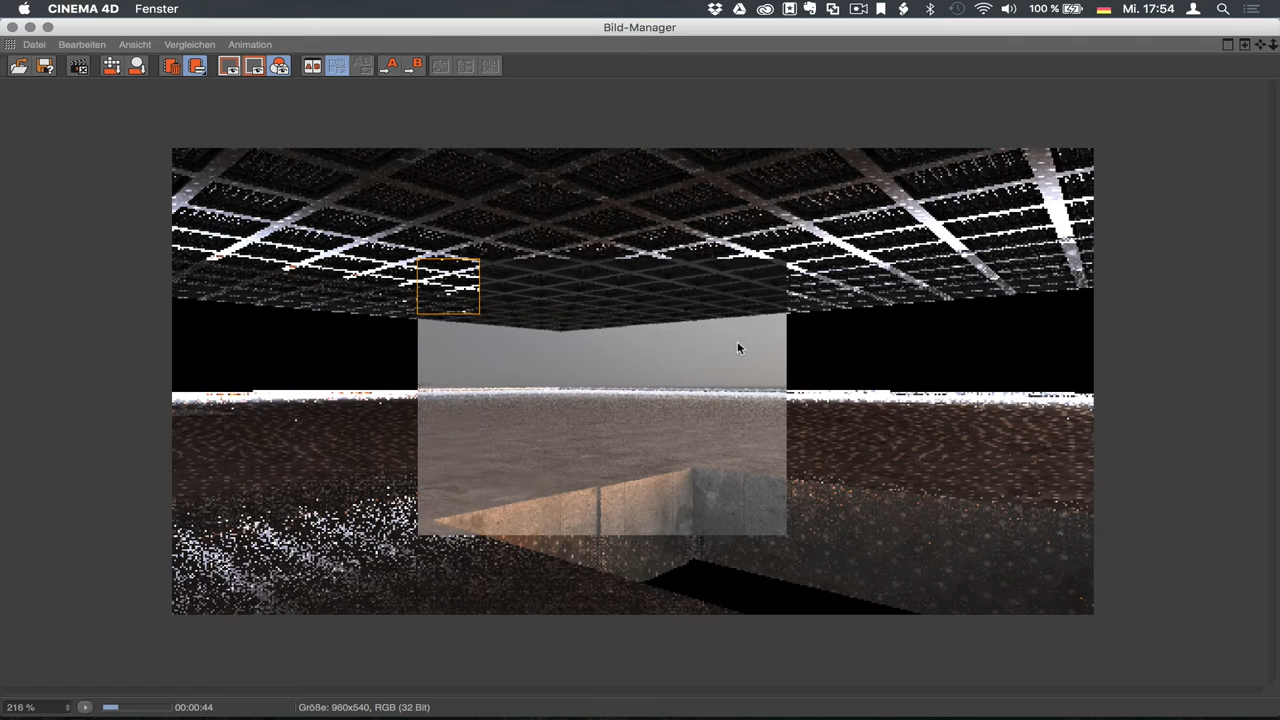 CINEMA 4D Fenster 100 % Mi. 17:54
Bild-Manager
Datei Bearbeiten Ansicht Vergleichen Animation
A B A B
216 % 00:00:44 Größe: 960x540, RGB (32 Bit)